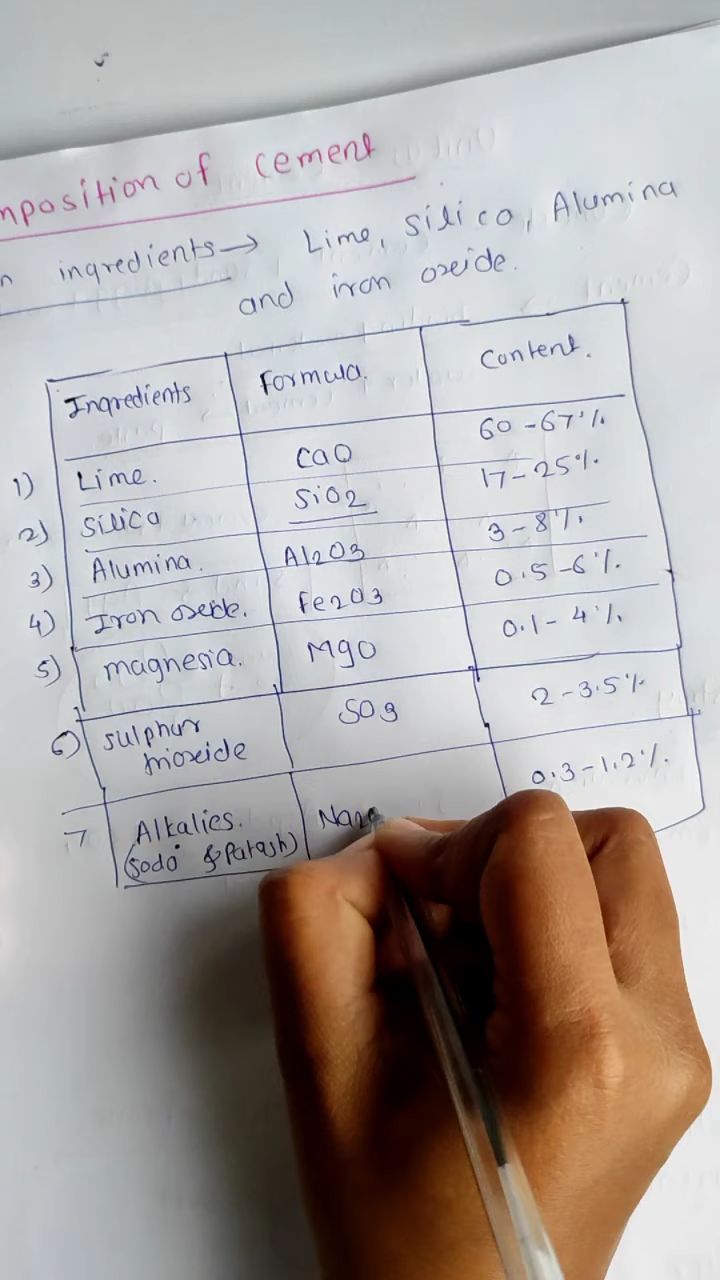 mposition of cement
n ingredients → Lime, silica, Alumina
and iron oxide.
Ingredients Formula. Content.
1) Lime. CaO 60-67%
2) Silica SiO2 17-25%
3) Alumina. Al2O3 3-8%
4) Iron oxide. Fe2O3 0.5-6%
5) magnesia. MgO 0.1-4%
6) sulphur SO3 2-3.5%
trioxide
7 Alkalies. Na2O 0.3-1.2%
(Soda & Potash)